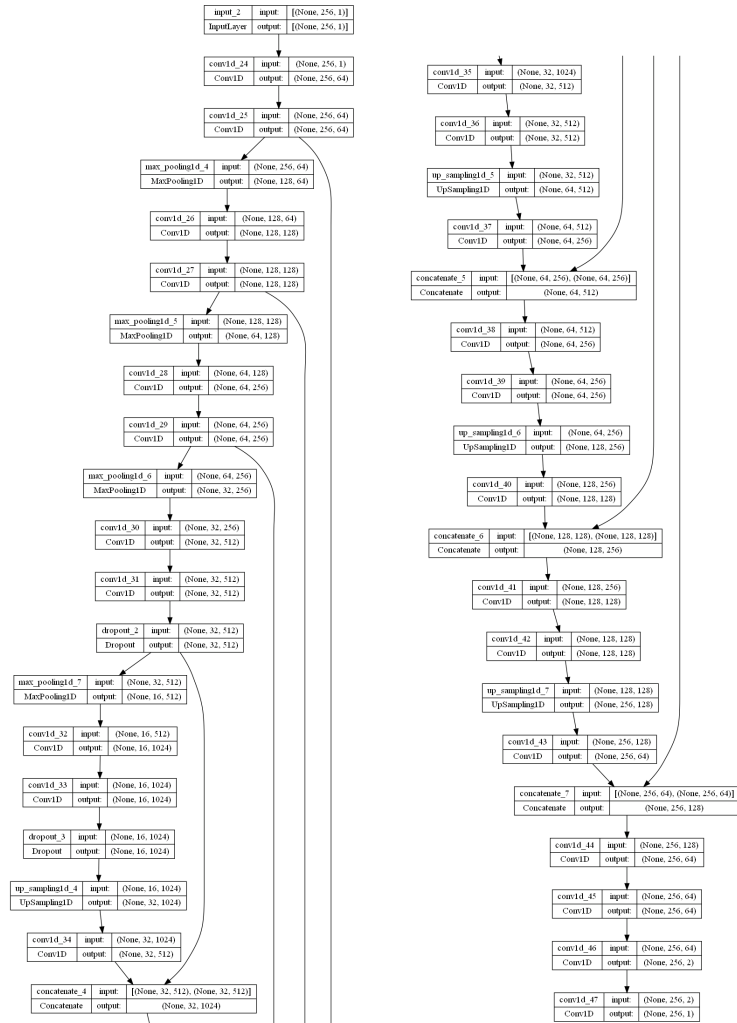 input_2 input: [(None, 256, 1)]
InputLayer output: [(None, 256, 1)]
conv1d_24 input: (None, 256, 1)
Conv1D output: (None, 256, 64)
conv1d_25 input: (None, 256, 64)
Conv1D output: (None, 256, 64)
max_pooling1d_4 input: (None, 256, 64)
MaxPooling1D output: (None, 128, 64)
conv1d_26 input: (None, 128, 64)
Conv1D output: (None, 128, 128)
conv1d_27 input: (None, 128, 128)
Conv1D output: (None, 128, 128)
max_pooling1d_5 input: (None, 128, 128)
MaxPooling1D output: (None, 64, 128)
conv1d_28 input: (None, 64, 128)
Conv1D output: (None, 64, 256)
conv1d_29 input: (None, 64, 256)
Conv1D output: (None, 64, 256)
max_pooling1d_6 input: (None, 64, 256)
MaxPooling1D output: (None, 32, 256)
conv1d_30 input: (None, 32, 256)
Conv1D output: (None, 32, 512)
conv1d_31 input: (None, 32, 512)
Conv1D output: (None, 32, 512)
dropout_2 input: (None, 32, 512)
Dropout output: (None, 32, 512)
max_pooling1d_7 input: (None, 32, 512)
MaxPooling1D output: (None, 16, 512)
conv1d_32 input: (None, 16, 512)
Conv1D output: (None, 16, 1024)
conv1d_33 input: (None, 16, 1024)
Conv1D output: (None, 16, 1024)
dropout_3 input: (None, 16, 1024)
Dropout output: (None, 16, 1024)
up_sampling1d_4 input: (None, 16, 1024)
UpSampling1D output: (None, 32, 1024)
conv1d_34 input: (None, 32, 1024)
Conv1D output: (None, 32, 512)
concatenate_4 input: [(None, 32, 512), (None, 32, 512)]
Concatenate output: (None, 32, 1024)
conv1d_35 input: (None, 32, 1024)
Conv1D output: (None, 32, 512)
conv1d_36 input: (None, 32, 512)
Conv1D output: (None, 32, 512)
up_sampling1d_5 input: (None, 32, 512)
UpSampling1D output: (None, 64, 512)
conv1d_37 input: (None, 64, 512)
Conv1D output: (None, 64, 256)
concatenate_5 input: [(None, 64, 256), (None, 64, 256)]
Concatenate output: (None, 64, 512)
conv1d_38 input: (None, 64, 512)
Conv1D output: (None, 64, 256)
conv1d_39 input: (None, 64, 256)
Conv1D output: (None, 64, 256)
up_sampling1d_6 input: (None, 64, 256)
UpSampling1D output: (None, 128, 256)
conv1d_40 input: (None, 128, 256)
Conv1D output: (None, 128, 128)
concatenate_6 input: [(None, 128, 128), (None, 128, 128)]
Concatenate output: (None, 128, 256)
conv1d_41 input: (None, 128, 256)
Conv1D output: (None, 128, 128)
conv1d_42 input: (None, 128, 128)
Conv1D output: (None, 128, 128)
up_sampling1d_7 input: (None, 128, 128)
UpSampling1D output: (None, 256, 128)
conv1d_43 input: (None, 256, 128)
Conv1D output: (None, 256, 64)
concatenate_7 input: [(None, 256, 64), (None, 256, 64)]
Concatenate output: (None, 256, 128)
conv1d_44 input: (None, 256, 128)
Conv1D output: (None, 256, 64)
conv1d_45 input: (None, 256, 64)
Conv1D output: (None, 256, 64)
conv1d_46 input: (None, 256, 64)
Conv1D output: (None, 256, 2)
conv1d_47 input: (None, 256, 2)
Conv1D output: (None, 256, 1)